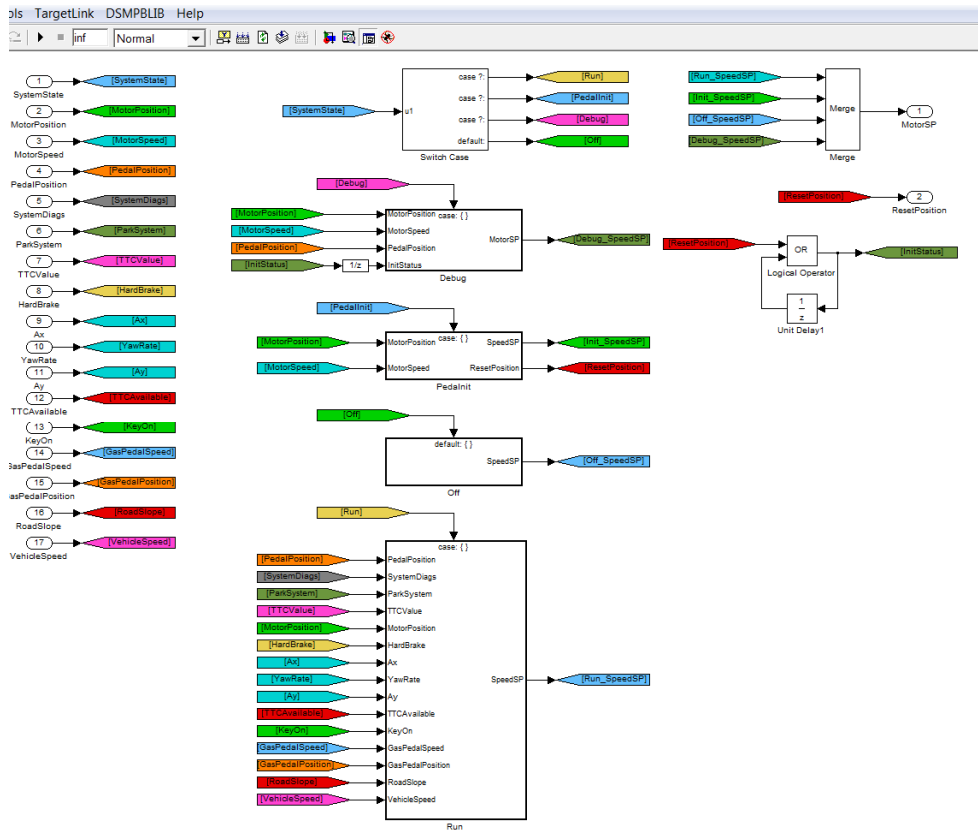 ols TargetLink DSMPBLIB Help
inf Normal
1 [SystemState]
SystemState
2 [MotorPosition]
MotorPosition
3 [MotorSpeed]
MotorSpeed
4 [PedalPosition]
PedalPosition
5 [SystemDiags]
SystemDiags
6 [ParkSystem]
ParkSystem
7 [TTCValue]
TTCValue
8 [HardBrake]
HardBrake
9 [Ax]
Ax
10 [YawRate]
YawRate
11 [Ay]
Ay
12 [TTCAvailable]
TTCAvailable
13 [KeyOn]
KeyOn
14 [GasPedalSpeed]
GasPedalSpeed
15 [GasPedalPosition]
asPedalPosition
16 [RoadSlope]
RoadSlope
17 [VehicleSpeed]
VehicleSpeed
[SystemState] u1
case ?: [Run]
case ?: [PedalInit]
case ?: [Debug]
default: [Off]
Switch Case
[Run_SpeedSP]
[Init_SpeedSP]
[Off_SpeedSP]
[Debug_SpeedSP]
Merge
1
MotorSP
Merge
[ResetPosition] 2
ResetPosition
[Debug]
case: { }
[MotorPosition] MotorPosition
[MotorSpeed] MotorSpeed
[PedalPosition] PedalPosition
[InitStatus] 1/z InitStatus
MotorSP [Debug_SpeedSP]
Debug
[ResetPosition] OR [InitStatus]
Logical Operator
1
z
Unit Delay1
[PedalInit]
case: { }
[MotorPosition] MotorPosition SpeedSP [Init_SpeedSP]
[MotorSpeed] MotorSpeed ResetPosition [ResetPosition]
PedaInit
[Off]
default: { }
SpeedSP [Off_SpeedSP]
Off
[Run]
case: { }
[PedalPosition] PedalPosition
[SystemDiags] SystemDiags
[ParkSystem] ParkSystem
[TTCValue] TTCValue
[MotorPosition] MotorPosition
[HardBrake] HardBrake
[Ax] Ax
[YawRate] YawRate SpeedSP [Run_SpeedSP]
[Ay] Ay
[TTCAvailable] TTCAvailable
[KeyOn] KeyOn
[GasPedalSpeed] GasPedalSpeed
[GasPedalPosition] GasPedalPosition
[RoadSlope] RoadSlope
[VehicleSpeed] VehicleSpeed
Run